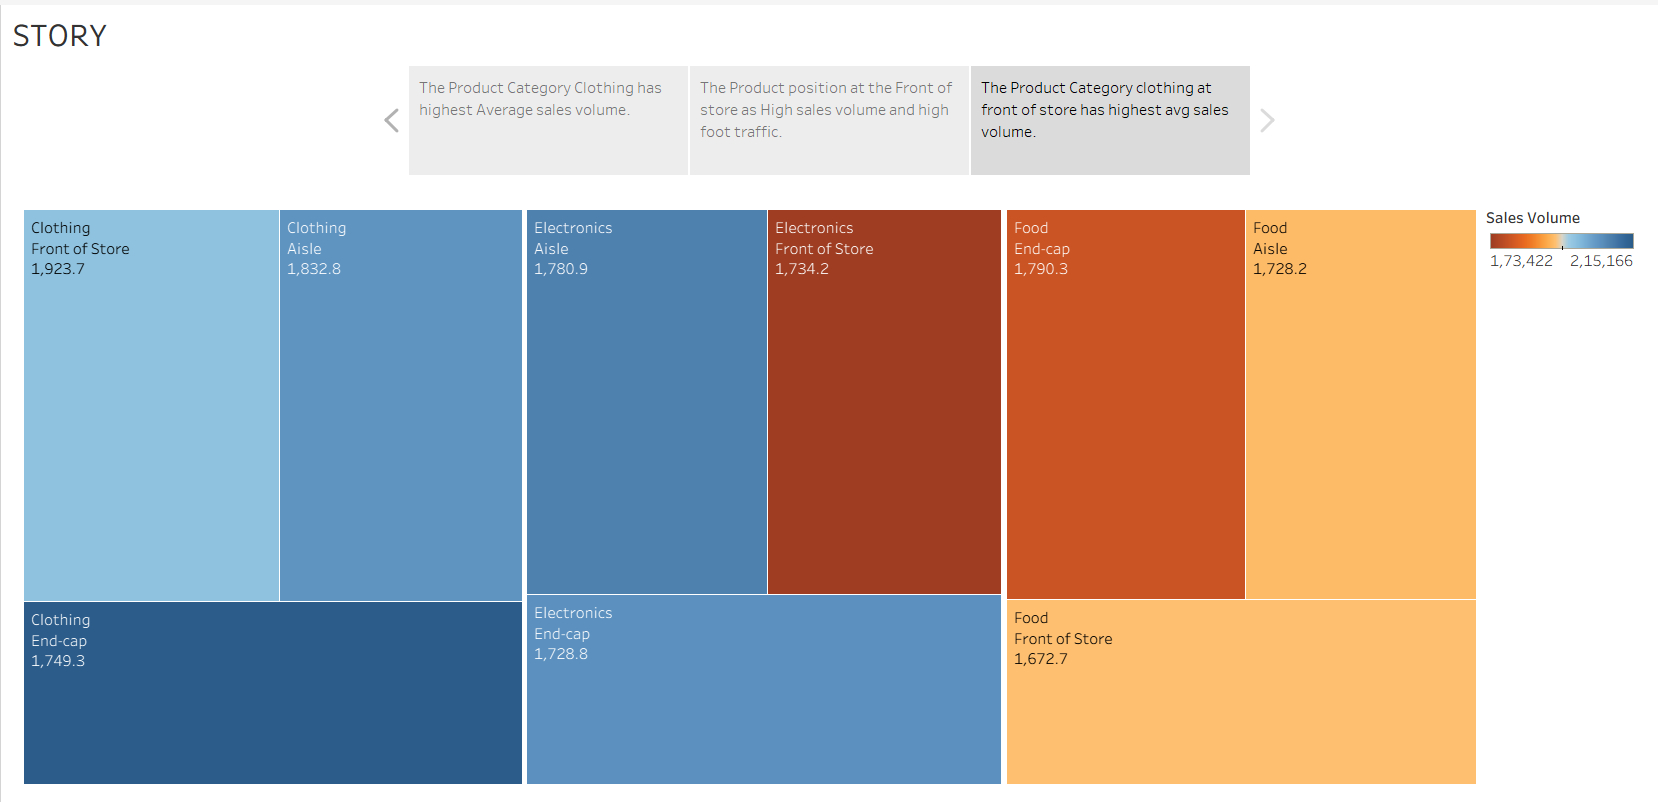 STORY
The Product Category Clothing has
highest Average sales volume.
The Product position at the Front of
store as High sales volume and high
foot traffic.
The Product Category clothing at
front of store has highest avg sales
volume.
Clothing
Front of Store
1,923.7
Clothing
Aisle
1,832.8
Electronics
Aisle
1,780.9
Electronics
Front of Store
1,734.2
Food
End-cap
1,790.3
Food
Aisle
1,728.2
Sales Volume
1,73,422 2,15,166
Clothing
End-cap
1,749.3
Electronics
End-cap
1,728.8
Food
Front of Store
1,672.7